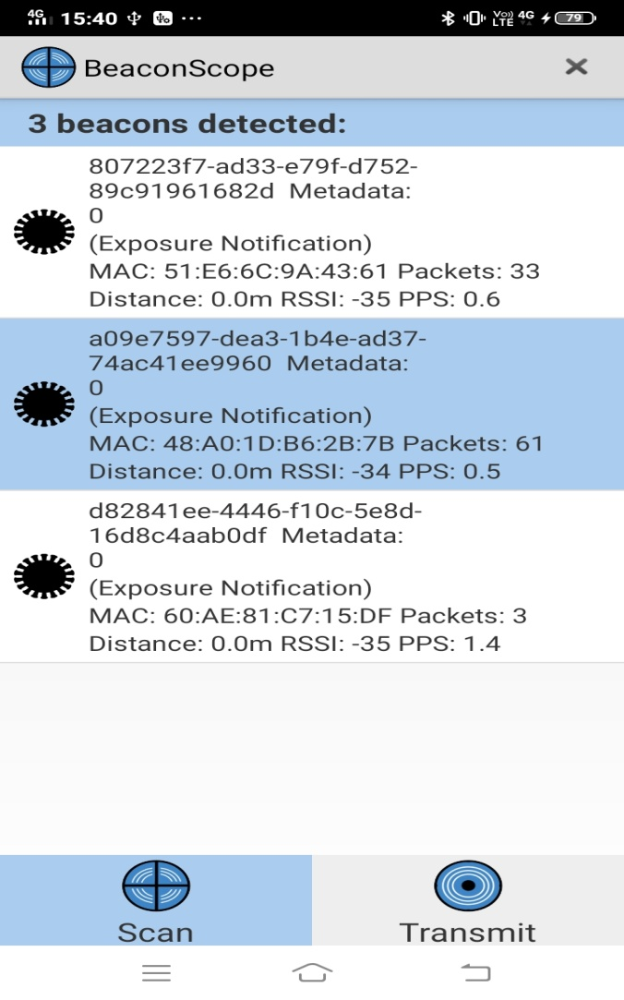 4G 15:40 ... Vo)) LTE 4G 79
BeaconScope
3 beacons detected:
807223f7-ad33-e79f-d752-
89c91961682d Metadata:
0
(Exposure Notification)
MAC: 51:E6:6C:9A:43:61 Packets: 33
Distance: 0.0m RSSI: -35 PPS: 0.6
a09e7597-dea3-1b4e-ad37-
74ac41ee9960 Metadata:
0
(Exposure Notification)
MAC: 48:A0:1D:B6:2B:7B Packets: 61
Distance: 0.0m RSSI: -34 PPS: 0.5
d82841ee-4446-f10c-5e8d-
16d8c4aab0df Metadata:
0
(Exposure Notification)
MAC: 60:AE:81:C7:15:DF Packets: 3
Distance: 0.0m RSSI: -35 PPS: 1.4
Scan Transmit